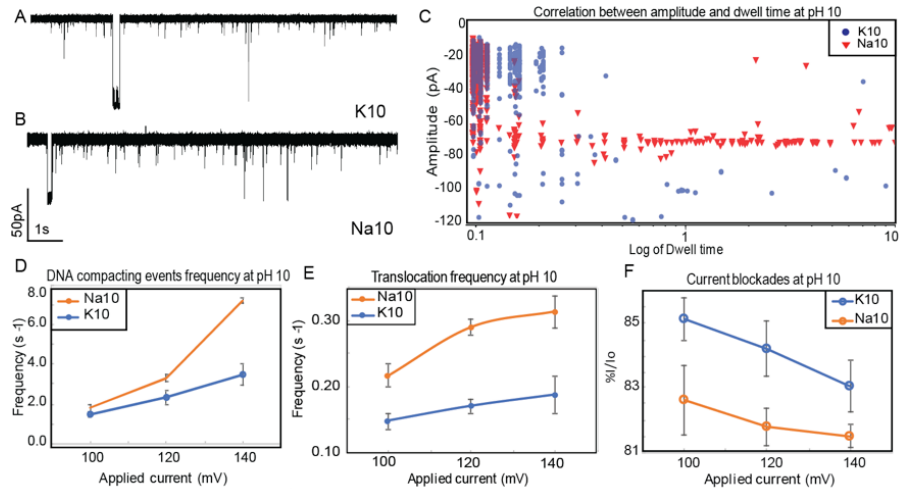 A
K10
B
50pA
1s
Na10
C
Correlation between amplitude and dwell time at pH 10
K10
Na10
Amplitude (pA)
0
-20
-40
-60
-80
-100
-120
0.1
1
10
Log of Dwell time
D
DNA compacting events frequency at pH 10
Na10
K10
Frequency (s -1)
8.0
6.0
4.0
2.0
0.0
100
120
140
Applied current (mV)
E
Translocation frequency at pH 10
Na10
K10
Frequency (s -1)
0.30
0.20
0.10
100
120
140
Applied current (mV)
F
Current blockades at pH 10
K10
Na10
%I/Io
85
83
81
100
120
140
Applied current (mV)